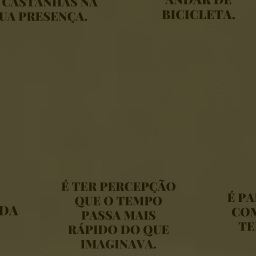 CASTANHAS NA
UA PRESENÇA.
ANDAR DE
BICICLETA.
DA
É TER PERCEPÇÃO
QUE O TEMPO
PASSA MAIS
RÁPIDO DO QUE
IMAGINAVA.
É PA
COM
TE